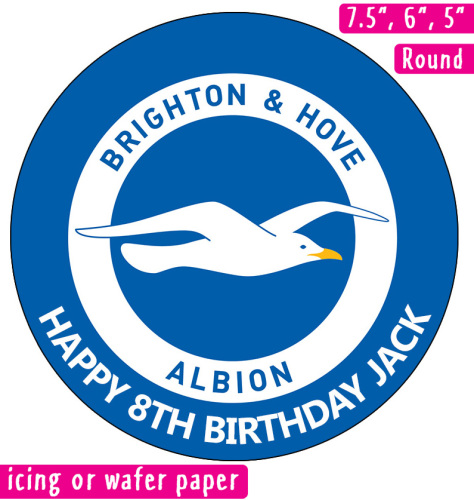 7.5", 6", 5"
Round
BRIGHTON & HOVE
ALBION
HAPPY 8TH BIRTHDAY JACK
icing or wafer paper